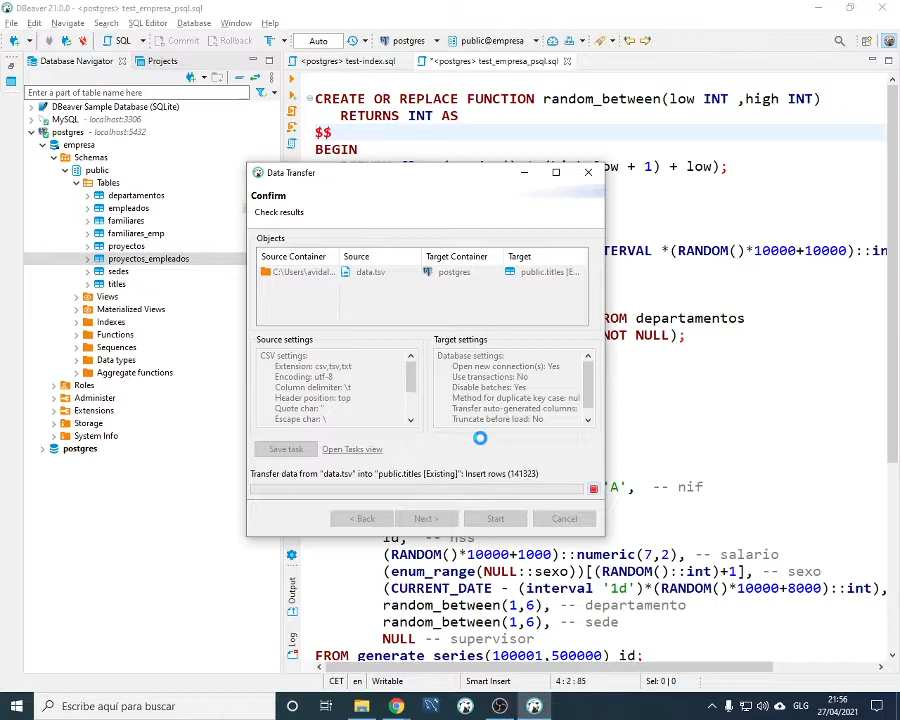 DBeaver 21.0.0 - <postgres> test_empresa_psql.sql
File Edit Navigate Search SQL Editor Database Window Help
SQL Commit Rollback Auto postgres public@empresa
Database Navigator Projects
<postgres> test-index.sql
*<postgres> test_empresa_psql.sql
Enter a part of table name here
DBeaver Sample Database (SQLite)
MySQL - localhost:3306
postgres - localhost:5432
empresa
Schemas
public
Tables
departamentos
empleados
familiares
familiares_emp
proyectos
proyectos_empleados
sedes
titles
Views
Materialized Views
Indexes
Functions
Sequences
Data types
Aggregate functions
Roles
Administer
Extensions
Storage
System Info
postgres
CREATE OR REPLACE FUNCTION random_between(low INT ,high INT)
RETURNS INT AS
$$
BEGIN
low + 1) + low);
INTERVAL *(RANDOM()*10000+10000)::in
FROM departamentos
NOT NULL);
'A', -- nif
id, -- nss
(RANDOM()*10000+1000)::numeric(7,2), -- salario
(enum_range(NULL::sexo))[(RANDOM()::int)+1], -- sexo
(CURRENT_DATE - (interval '1d')*(RANDOM()*10000+8000)::int),
random_between(1,6), -- departamento
random_between(1,6), -- sede
NULL -- supervisor
FROM generate_series(100001,500000) id;
Output
Log
Data Transfer
Confirm
Check results
Objects
Source Container Source Target Container Target
C:\Users\avidal... data.tsv postgres public.titles [E...
Source settings
CSV settings:
Extension: csv,tsv,txt
Encoding: utf-8
Column delimiter: \t
Header position: top
Quote char: "
Escape char: \
Target settings
Database settings:
Open new connection(s): Yes
Use transactions: No
Disable batches: Yes
Method for duplicate key case: nul
Transfer auto-generated columns:
Truncate before load: No
Save task Open Tasks view
Transfer data from "data.tsv" into "public.titles [Existing]": Insert rows (141323)
< Back Next > Start Cancel
CET en Writable Smart Insert 4 : 2 : 85 Sel: 0 | 0
Escribe aquí para buscar
GLG
21:56
27/04/2021